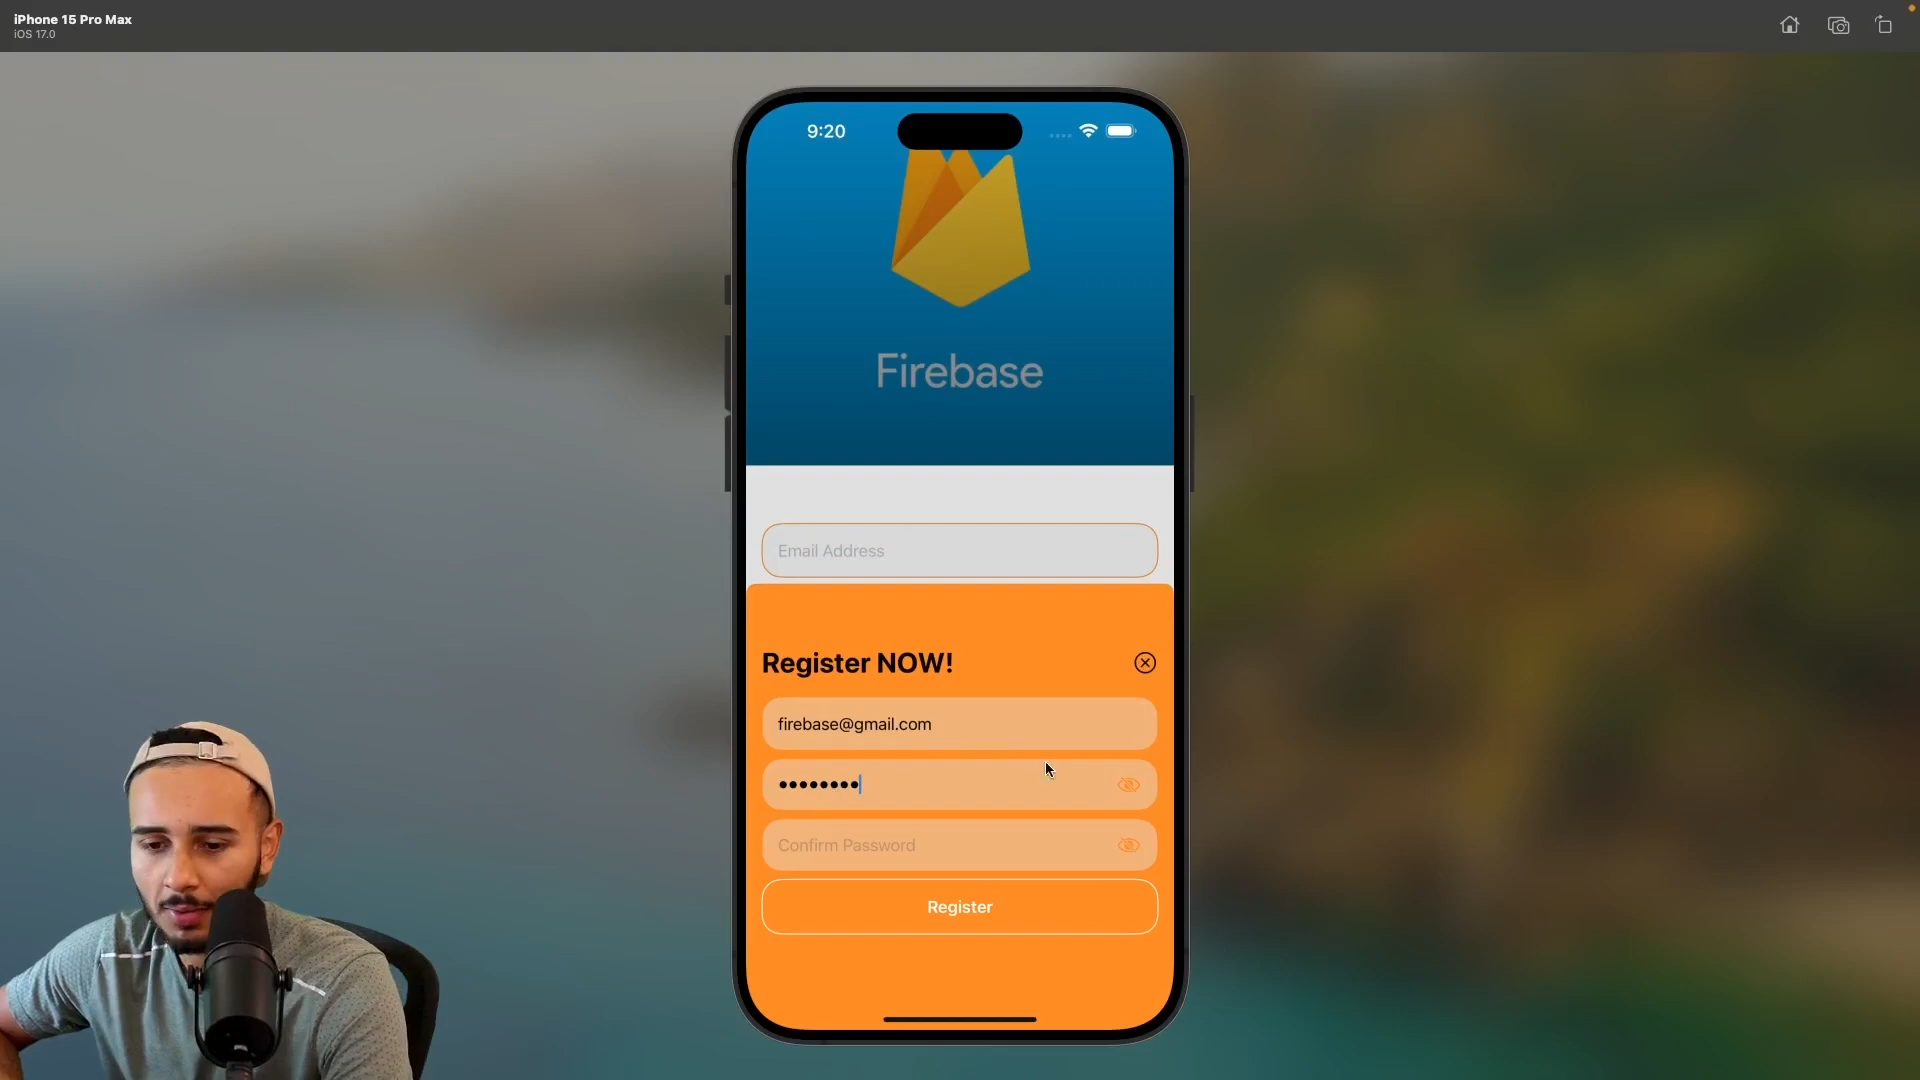 iPhone 15 Pro Max
iOS 17.0
9:20
Firebase
Email Address
Register NOW!
firebase@gmail.com
••••••••
Confirm Password
Register